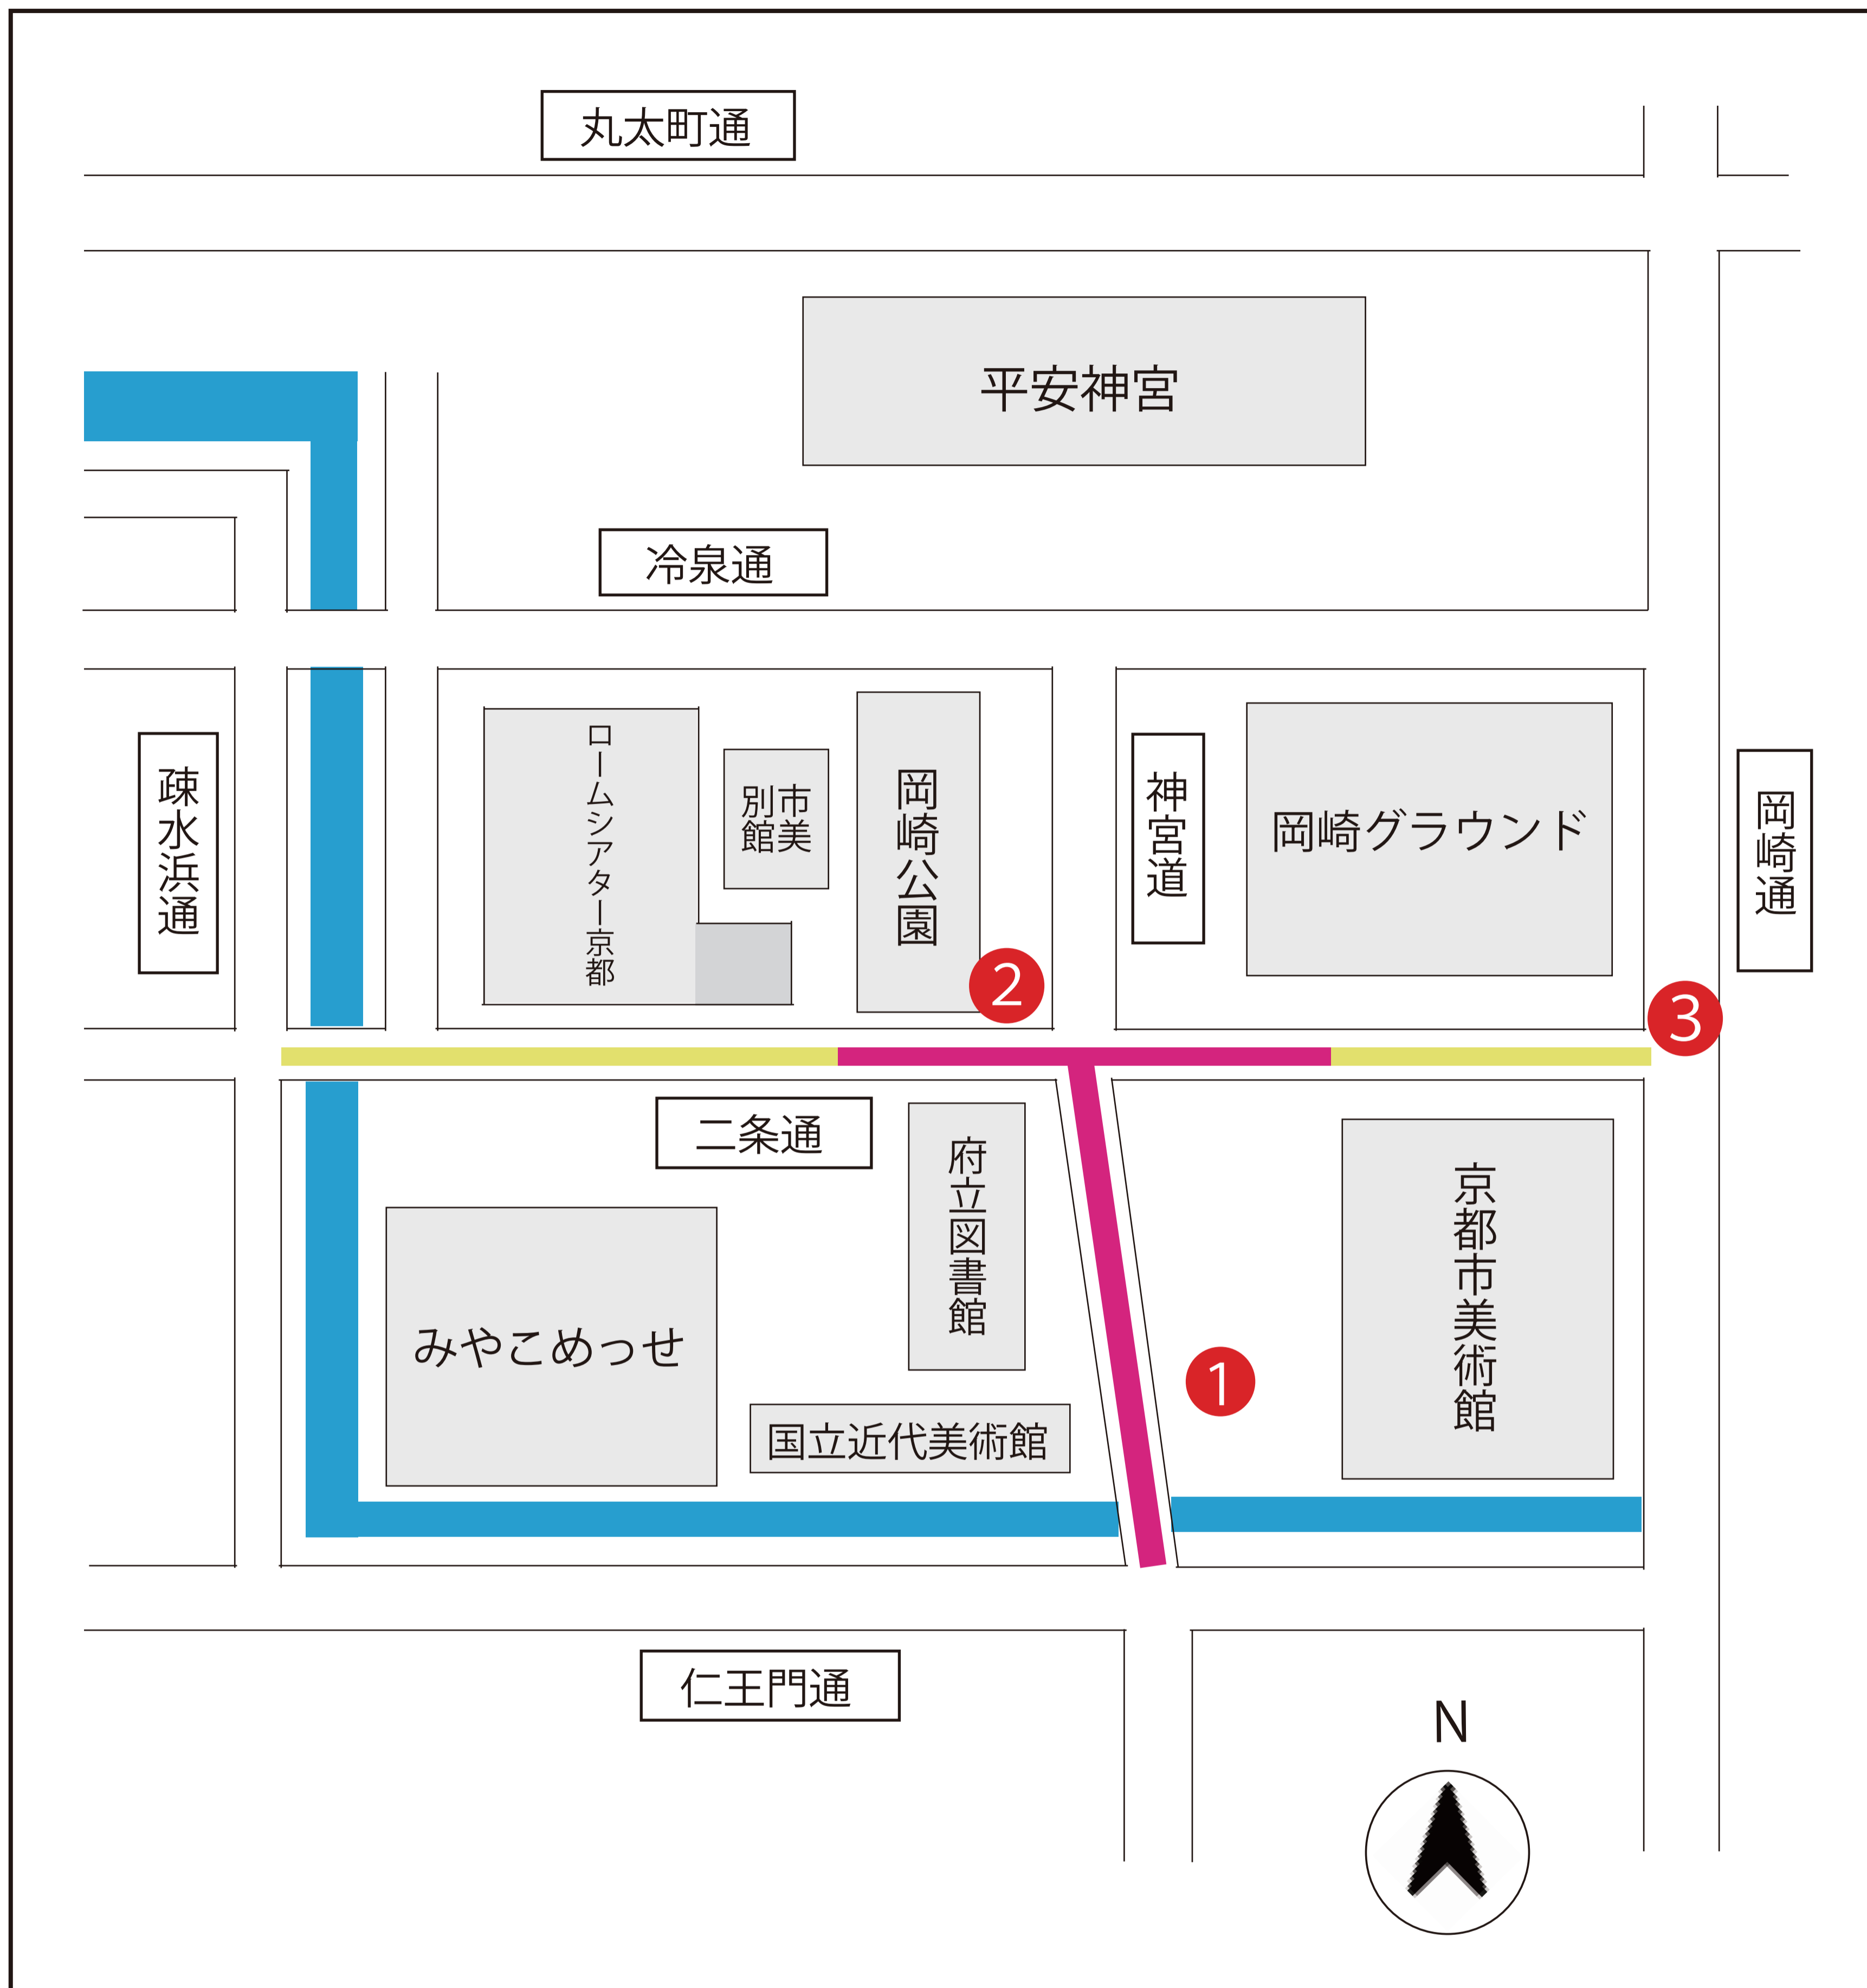 丸太町通
平安神宮
冷泉通
疎水浜通
ロームシアター京都
市美
別館
岡崎公園
神宮道
岡崎グラウンド
岡崎通
2
3
二条通
府立図書館
京都市美術館
みやこめっせ
1
国立近代美術館
仁王門通
N